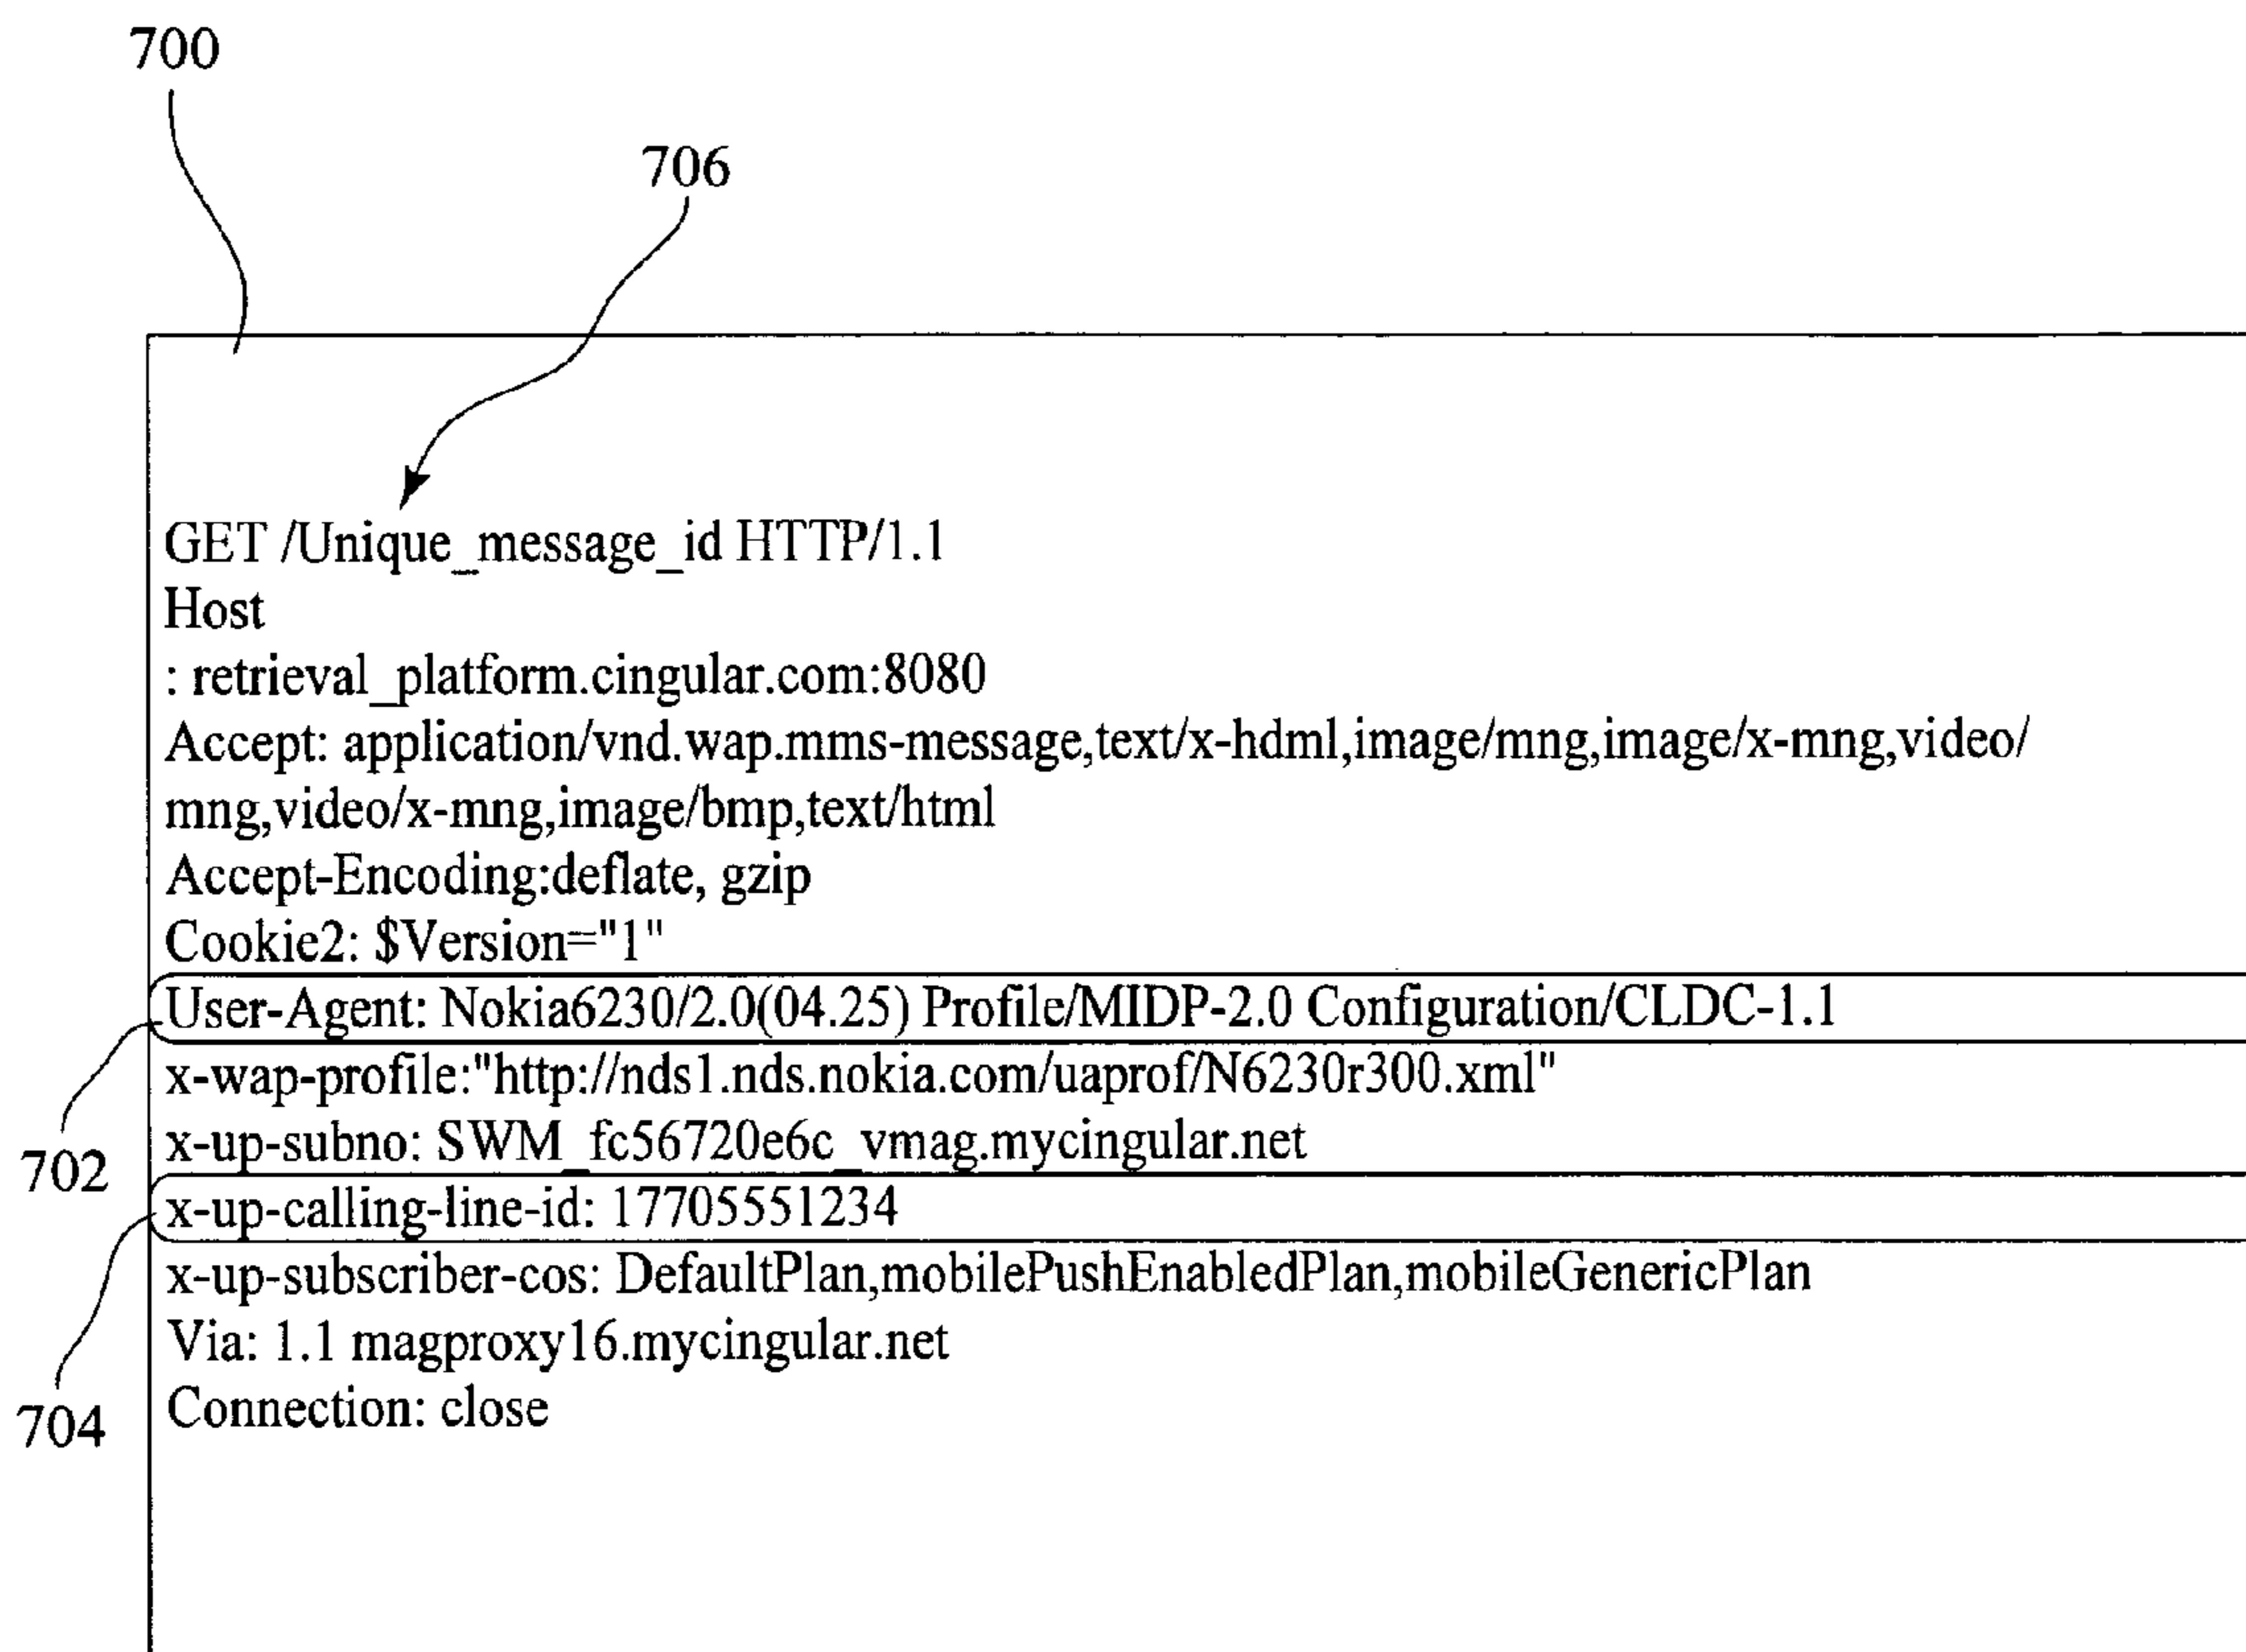 700
706
GET /Unique_message_id HTTP/1.1
Host
: retrieval_platform.cingular.com:8080
Accept: application/vnd.wap.mms-message,text/x-hdml,image/mng,image/x-mng,video/
mng,video/x-mng,image/bmp,text/html
Accept-Encoding:deflate, gzip
Cookie2: $Version="1"
User-Agent: Nokia6230/2.0(04.25) Profile/MIDP-2.0 Configuration/CLDC-1.1
x-wap-profile:"http://nds1.nds.nokia.com/uaprof/N6230r300.xml"
x-up-subno: SWM_fc56720e6c_vmag.mycingular.net
702
x-up-calling-line-id: 17705551234
x-up-subscriber-cos: DefaultPlan,mobilePushEnabledPlan,mobileGenericPlan
Via: 1.1 magproxy16.mycingular.net
Connection: close
704